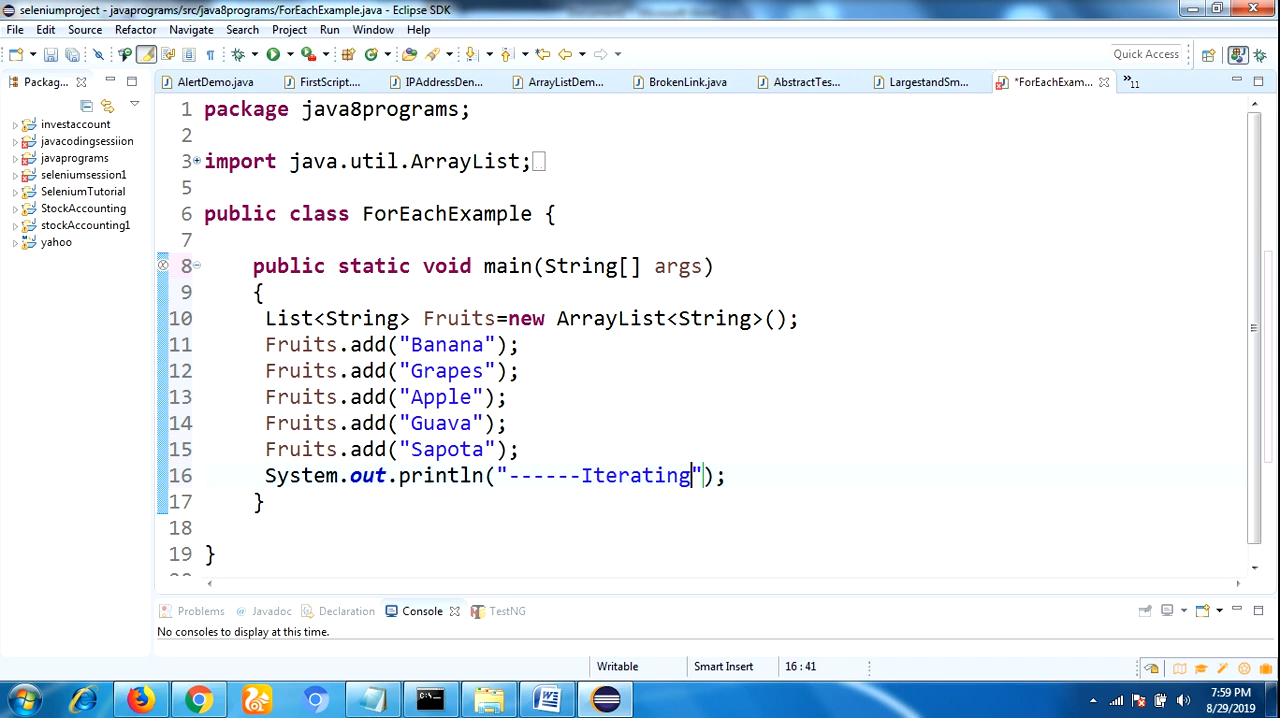 seleniumproject - javaprograms/src/java8programs/ForEachExample.java - Eclipse SDK
File Edit Source Refactor Navigate Search Project Run Window Help
Quick Access
Packag... AlertDemo.java FirstScript.... IPAddressDen... ArrayListDem... BrokenLink.java AbstractTes... LargestandSm... *ForEachExam... »11
investaccount
javacodingsessiion
javaprograms
seleniumsession1
SeleniumTutorial
StockAccounting
stockAccounting1
yahoo
1 package java8programs;
2
3 import java.util.ArrayList;
5
6 public class ForEachExample {
7
8 public static void main(String[] args)
9 {
10 List<String> Fruits=new ArrayList<String>();
11 Fruits.add("Banana");
12 Fruits.add("Grapes");
13 Fruits.add("Apple");
14 Fruits.add("Guava");
15 Fruits.add("Sapota");
16 System.out.println("------Iterating");
17 }
18
19 }
Problems @ Javadoc Declaration Console TestNG
No consoles to display at this time.
Writable Smart Insert 16 : 41
7:59 PM
8/29/2019